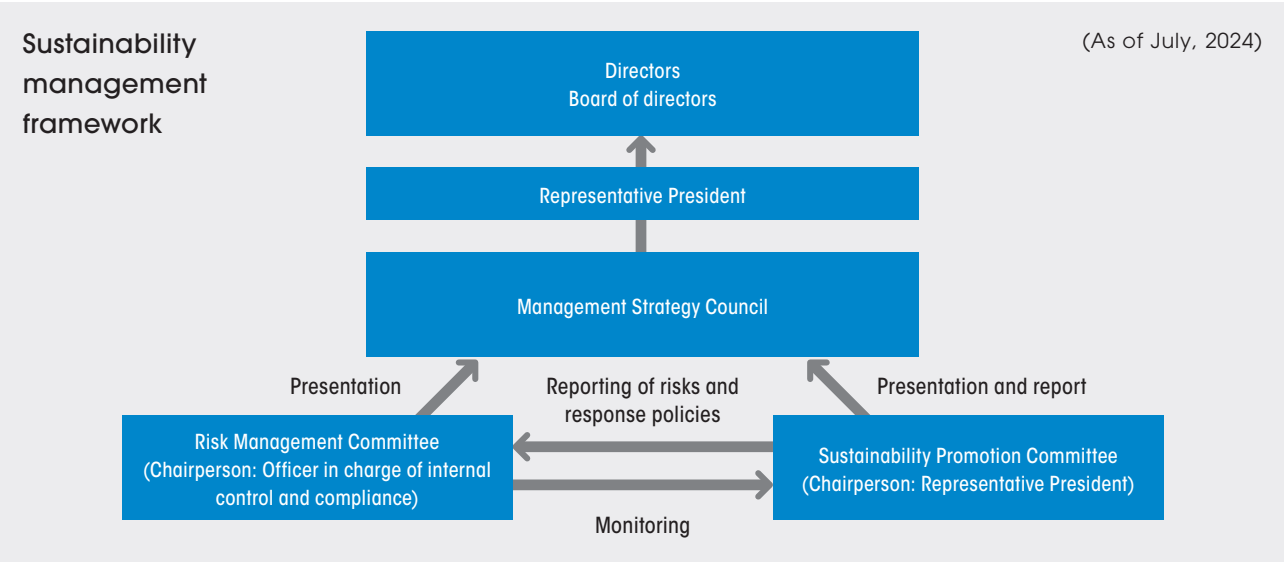 Sustainability
management
framework
(As of July, 2024)
Directors
Board of directors
Representative President
Management Strategy Council
Presentation
Reporting of risks and
response policies
Presentation and report
Risk Management Committee
(Chairperson: Officer in charge of internal
control and compliance)
Sustainability Promotion Committee
(Chairperson: Representative President)
Monitoring